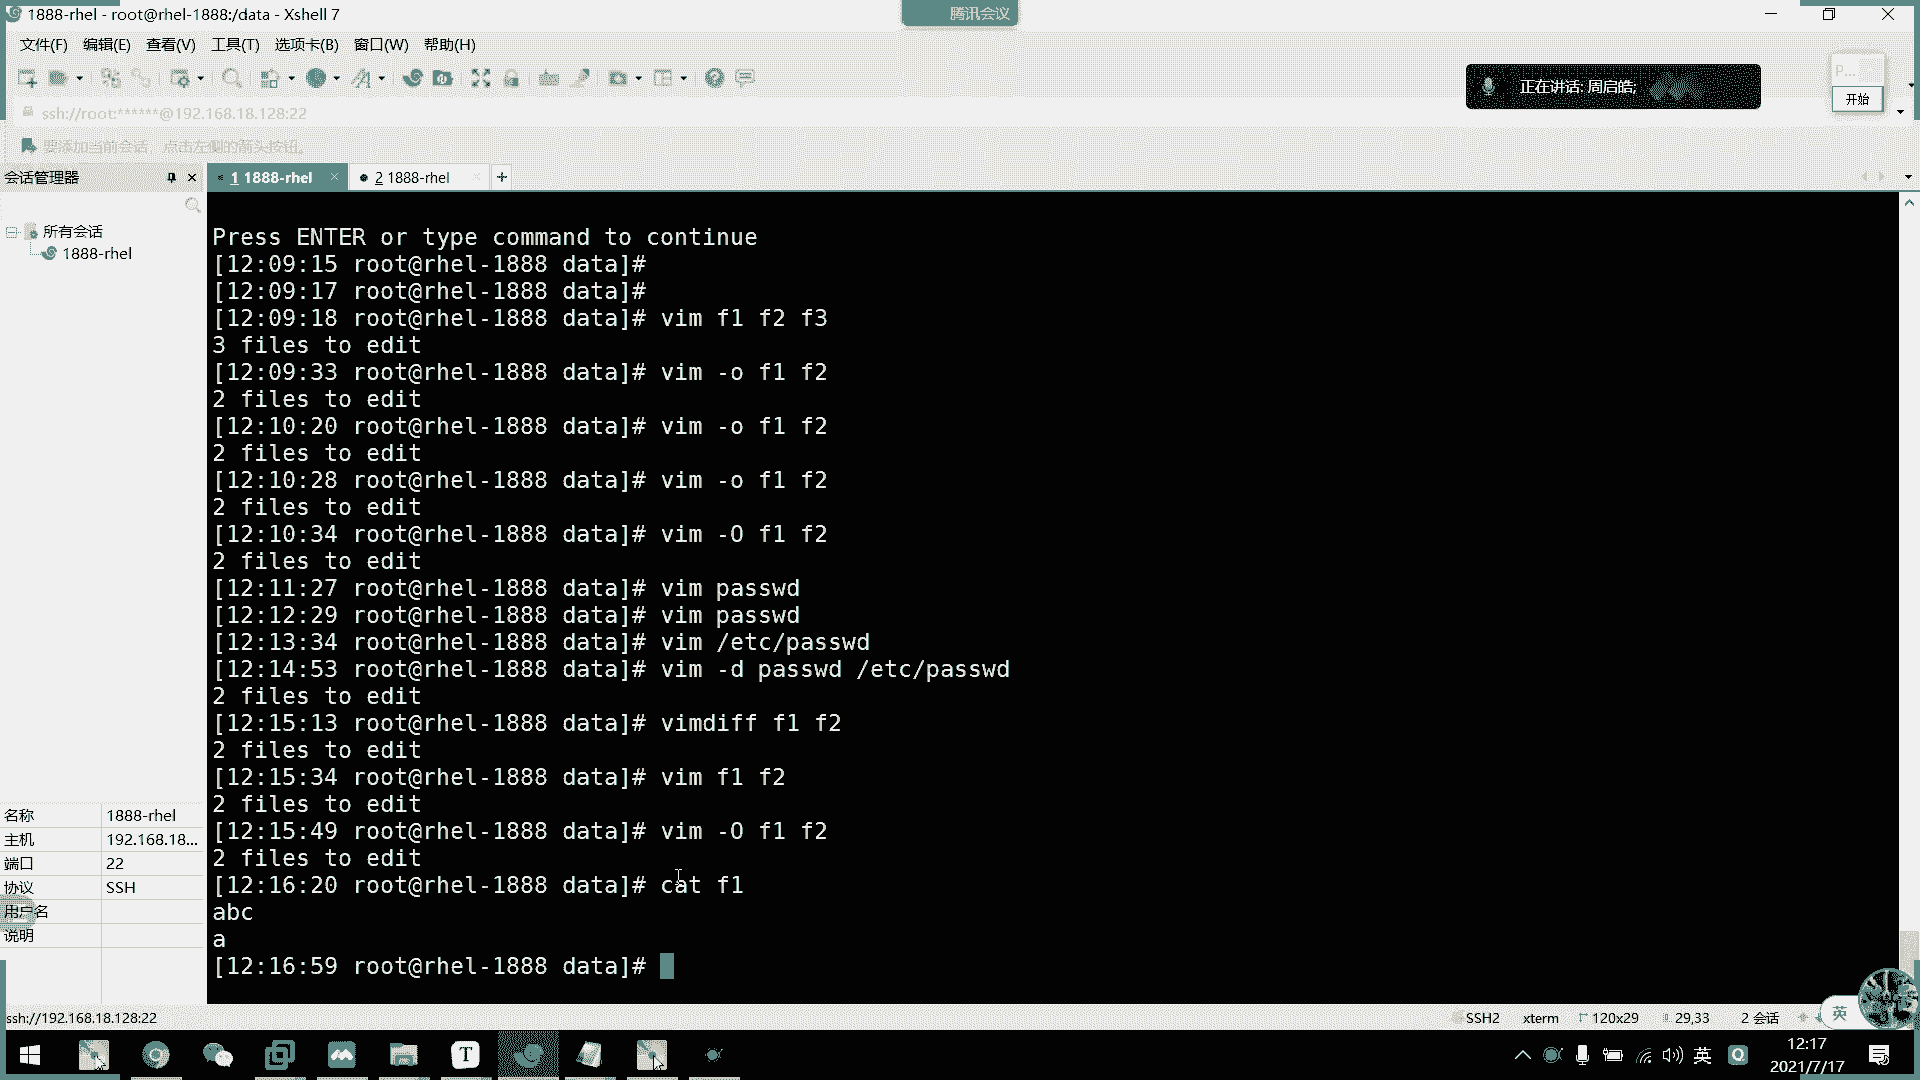 1888-rhel - root@rhel-1888:/data - Xshell 7
腾讯会议
文件(F) 编辑(E) 查看(V) 工具(T) 选项卡(B) 窗口(W) 帮助(H)
正在讲话: 周启皓;
P...
开始
ssh://root:******@192.168.18.128:22
要添加当前会话，点击左侧的箭头按钮。
会话管理器
1 1888-rhel
2 1888-rhel
所有会话
1888-rhel
Press ENTER or type command to continue
[12:09:15 root@rhel-1888 data]#
[12:09:17 root@rhel-1888 data]#
[12:09:18 root@rhel-1888 data]# vim f1 f2 f3
3 files to edit
[12:09:33 root@rhel-1888 data]# vim -o f1 f2
2 files to edit
[12:10:20 root@rhel-1888 data]# vim -o f1 f2
2 files to edit
[12:10:28 root@rhel-1888 data]# vim -o f1 f2
2 files to edit
[12:10:34 root@rhel-1888 data]# vim -O f1 f2
2 files to edit
[12:11:27 root@rhel-1888 data]# vim passwd
[12:12:29 root@rhel-1888 data]# vim passwd
[12:13:34 root@rhel-1888 data]# vim /etc/passwd
[12:14:53 root@rhel-1888 data]# vim -d passwd /etc/passwd
2 files to edit
[12:15:13 root@rhel-1888 data]# vimdiff f1 f2
2 files to edit
[12:15:34 root@rhel-1888 data]# vim f1 f2
2 files to edit
[12:15:49 root@rhel-1888 data]# vim -O f1 f2
2 files to edit
[12:16:20 root@rhel-1888 data]# cat f1
abc
a
[12:16:59 root@rhel-1888 data]#
名称 1888-rhel
主机 192.168.18...
端口 22
协议 SSH
用户名
说明
ssh://192.168.18.128:22
SSH2 xterm 120x29 29,33 2 会话
英
T
英
12:17
2021/7/17